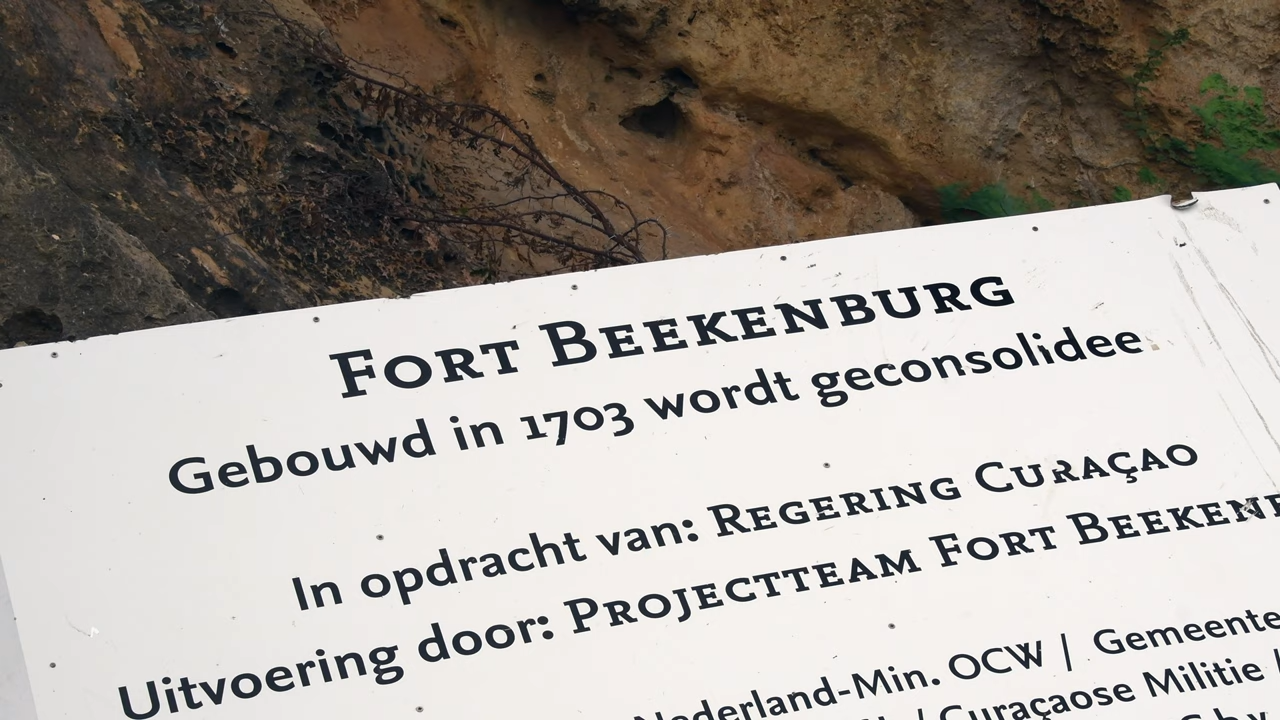 Fort Beekenburg
Gebouwd in 1703 wordt geconsolidee
In opdracht van: Regering Curaçao
Uitvoering door: Projectteam Fort Beeken
Nederland-Min. OCW | Gemeente
/ Curaçaose Militie